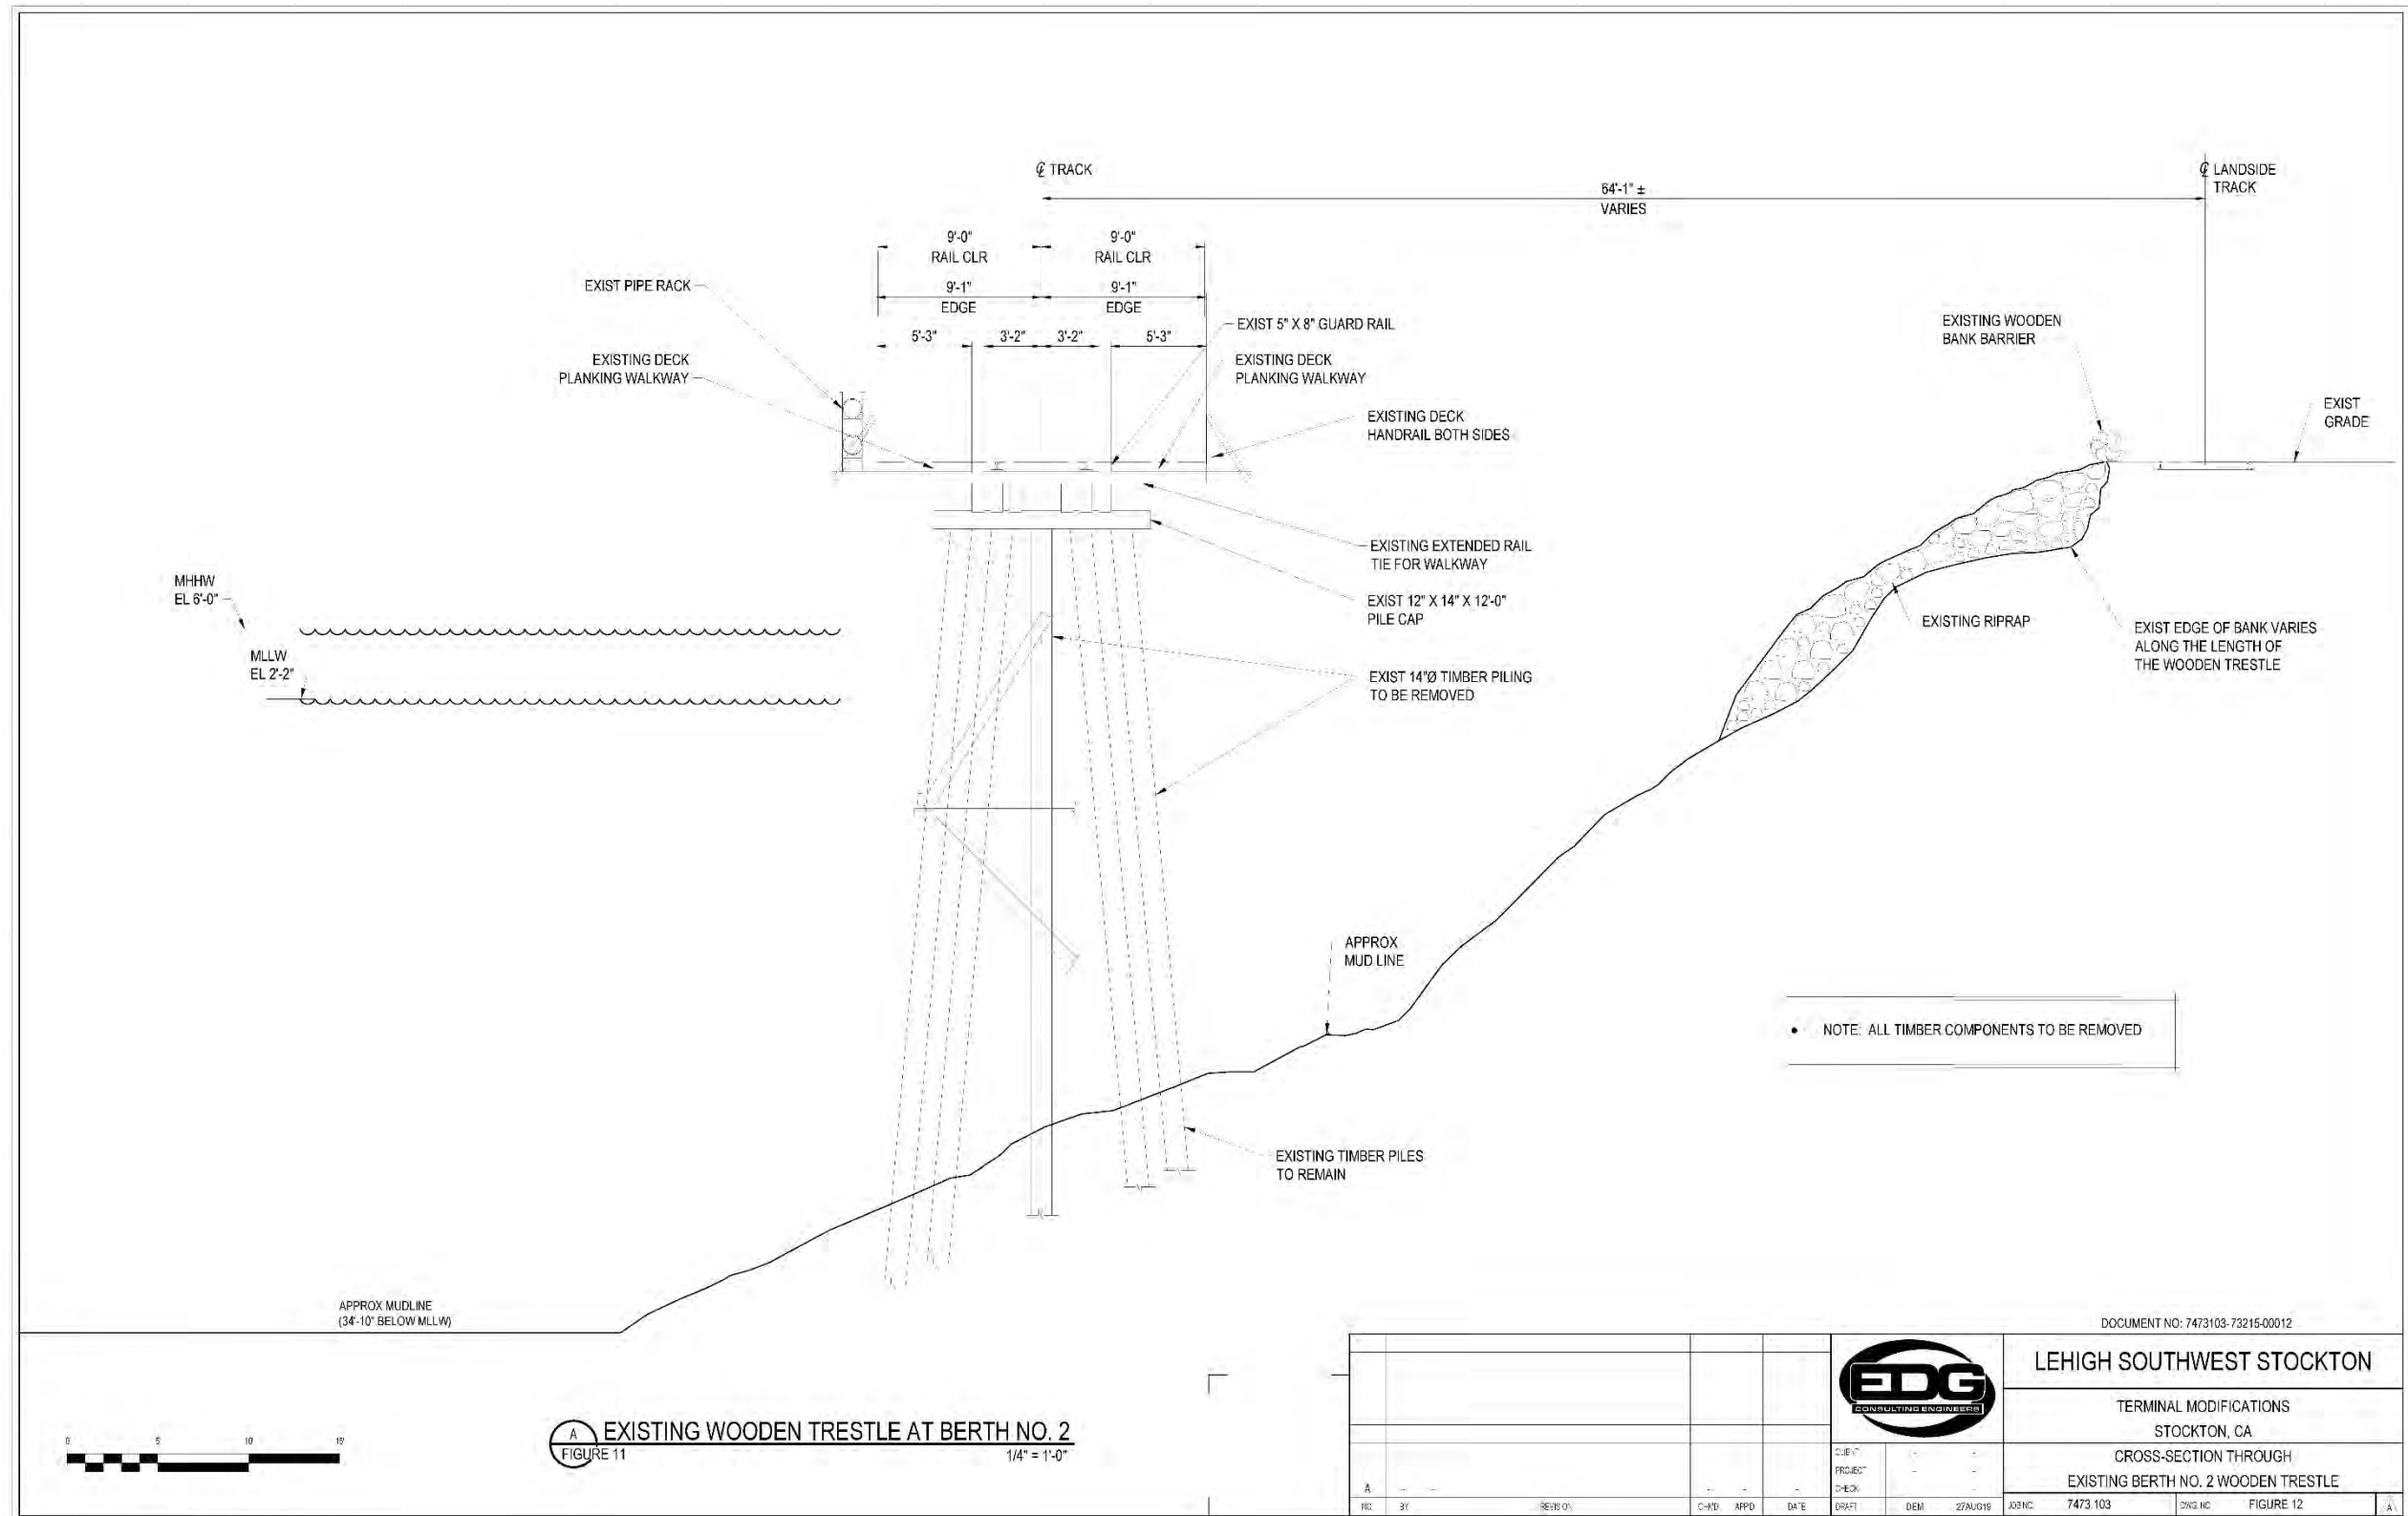 ℄ TRACK
℄ LANDSIDE
TRACK
64'-1" ±
VARIES
9'-0"
RAIL CLR
9'-0"
RAIL CLR
9'-1"
EDGE
9'-1"
EDGE
5'-3"
3'-2"
3'-2"
5'-3"
EXIST PIPE RACK
EXISTING DECK
PLANKING WALKWAY
EXIST 5" X 8" GUARD RAIL
EXISTING DECK
PLANKING WALKWAY
EXISTING DECK
HANDRAIL BOTH SIDES
EXISTING WOODEN
BANK BARRIER
EXIST
GRADE
EXISTING EXTENDED RAIL
TIE FOR WALKWAY
EXIST 12" X 14" X 12'-0"
PILE CAP
MHHW
EL 6'-0"
MLLW
EL 2'-2"
EXISTING RIPRAP
EXIST EDGE OF BANK VARIES
ALONG THE LENGTH OF
THE WOODEN TRESTLE
EXIST 14"Ø TIMBER PILING
TO BE REMOVED
APPROX
MUD LINE
• NOTE: ALL TIMBER COMPONENTS TO BE REMOVED
EXISTING TIMBER PILES
TO REMAIN
APPROX MUDLINE
(34'-10" BELOW MLLW)
0 5' 10' 15'
A
FIGURE 11
EXISTING WOODEN TRESTLE AT BERTH NO. 2
1/4" = 1'-0"
DOCUMENT NO: 7473103-73215-00012
EDG
CONSULTING ENGINEERS
LEHIGH SOUTHWEST STOCKTON
TERMINAL MODIFICATIONS
STOCKTON, CA
CROSS-SECTION THROUGH
EXISTING BERTH NO. 2 WOODEN TRESTLE
CLIENT - -
PROJECT - -
CHECK -
DRAFT DEM 27AUG19
JOB NO. 7473.103
DWG NO. FIGURE 12
A
A - - - - -
NO. BY REVISION CHK'D APPD DATE